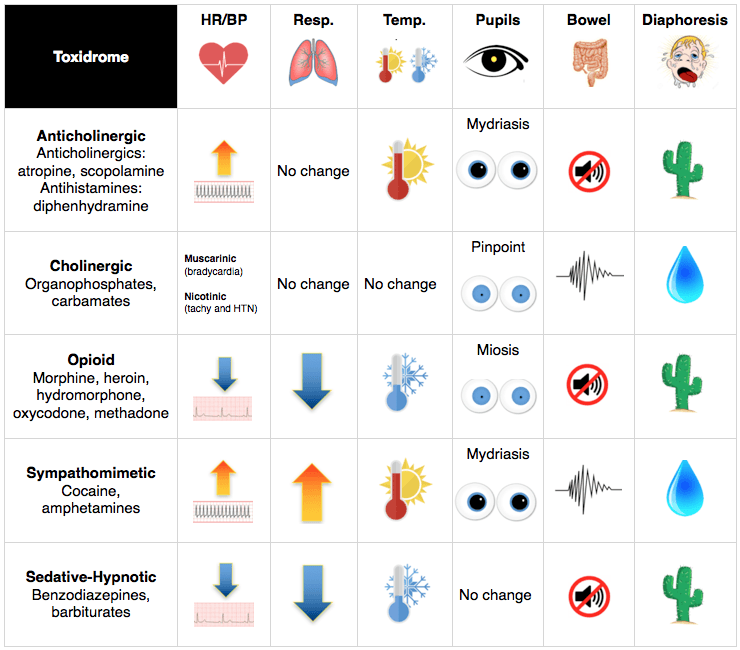 Toxidrome
HR/BP
Resp.
Temp.
Pupils
Bowel
Diaphoresis
Anticholinergic
Anticholinergics:
atropine, scopolamine
Antihistamines:
diphenhydramine
No change
Mydriasis
Cholinergic
Organophosphates,
carbamates
Muscarinic
(bradycardia)
Nicotinic
(tachy and HTN)
No change
No change
Pinpoint
Opioid
Morphine, heroin,
hydromorphone,
oxycodone, methadone
Miosis
Sympathomimetic
Cocaine,
amphetamines
Mydriasis
Sedative-Hypnotic
Benzodiazepines,
barbiturates
No change